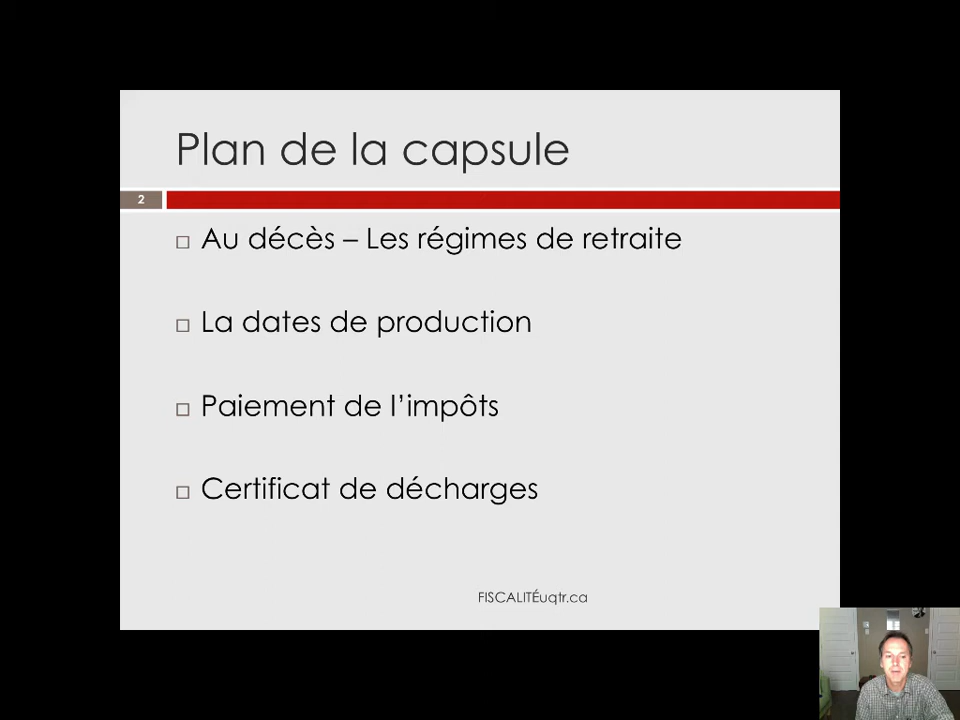 Plan de la capsule
2
Au décès – Les régimes de retraite
La dates de production
Paiement de l'impôts
Certificat de décharges
FISCALITÉuqtr.ca